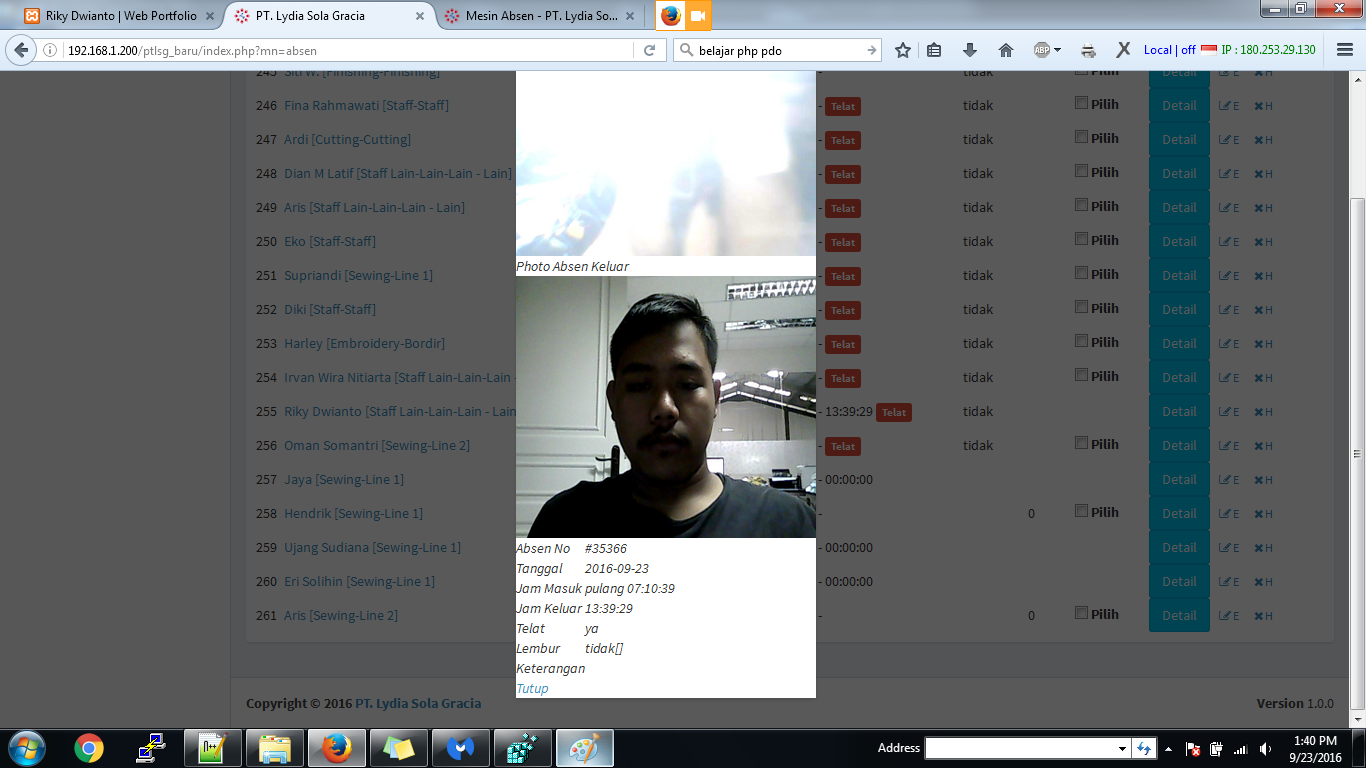 Riky Dwianto | Web Portfolio
PT. Lydia Sola Gracia
Mesin Absen - PT. Lydia So...
192.168.1.200/ptlsg_baru/index.php?mn=absen
belajar php pdo
ABP
Local | off
IP : 180.253.29.130
245 Siti W. [Finishing-Finishing] - Pilih Detail E H
246 Fina Rahmawati [Staff-Staff] - Telat tidak Pilih Detail E H
247 Ardi [Cutting-Cutting] - Telat tidak Pilih Detail E H
248 Dian M Latif [Staff Lain-Lain-Lain - Lain] - Telat tidak Pilih Detail E H
249 Aris [Staff Lain-Lain-Lain - Lain] - Telat tidak Pilih Detail E H
250 Eko [Staff-Staff] - Telat tidak Pilih Detail E H
251 Supriandi [Sewing-Line 1] - Telat tidak Pilih Detail E H
252 Diki [Staff-Staff] - Telat tidak Pilih Detail E H
253 Harley [Embroidery-Bordir] - Telat tidak Pilih Detail E H
254 Irvan Wira Nitiarta [Staff Lain-Lain-Lain - - Telat tidak Pilih Detail E H
255 Riky Dwianto [Staff Lain-Lain-Lain - Lain - 13:39:29 Telat tidak Detail E H
256 Oman Somantri [Sewing-Line 2] - Telat tidak Pilih Detail E H
257 Jaya [Sewing-Line 1] - 00:00:00 Detail E H
258 Hendrik [Sewing-Line 1] - 0 Pilih Detail E H
259 Ujang Sudiana [Sewing-Line 1] - 00:00:00 Detail E H
260 Eri Solihin [Sewing-Line 1] - 00:00:00 Detail E H
261 Aris [Sewing-Line 2] - 0 Pilih Detail E H
Photo Absen Keluar
Absen No #35366
Tanggal 2016-09-23
Jam Masuk pulang 07:10:39
Jam Keluar 13:39:29
Telat ya
Lembur tidak[]
Keterangan
Tutup
Copyright © 2016 PT. Lydia Sola Gracia
Version 1.0.0
Address
1:40 PM
9/23/2016